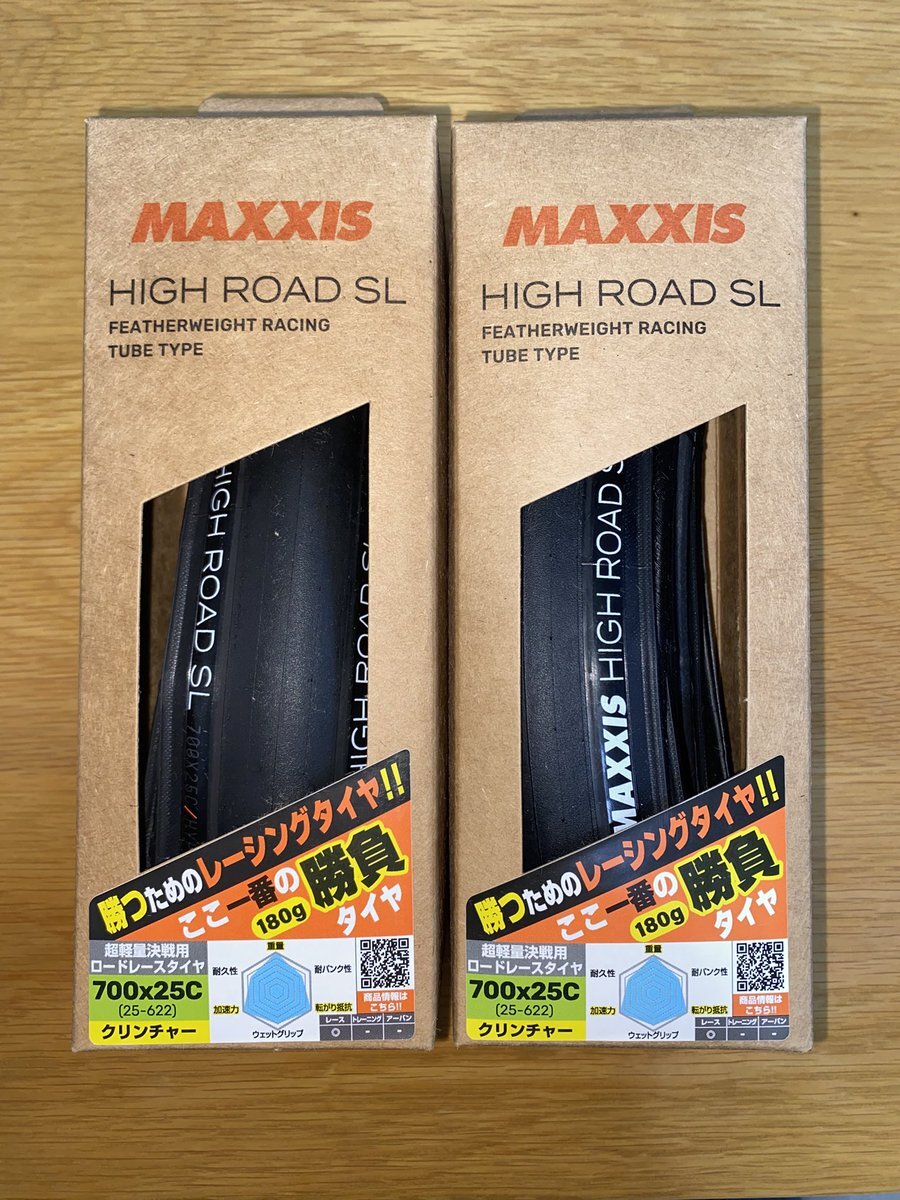 MAXXIS
HIGH ROAD SL
FEATHERWEIGHT RACING
TUBE TYPE
HIGH ROAD SL
700X25C
HIGH ROAD S
勝つためのレーシングタイヤ!!
ここ一番の勝負タイヤ
180g
超軽量決戦用
ロードレースタイヤ
700x25C
(25-622)
クリンチャー
重量
耐久性
耐パンク性
加速力
転がり抵抗
ウェットグリップ
商品情報は
こちら!!
レース トレーニング アーバン
◎ - -
MAXXIS
HIGH ROAD SL
FEATHERWEIGHT RACING
TUBE TYPE
MAXXIS HIGH ROAD S
勝つためのレーシングタイヤ!!
ここ一番の勝負タイヤ
180g
超軽量決戦用
ロードレースタイヤ
700x25C
(25-622)
クリンチャー
重量
耐久性
耐パンク性
加速力
転がり抵抗
ウェットグリップ
商品情報は
こちら!!
レース トレーニング アーバン
◎ - -